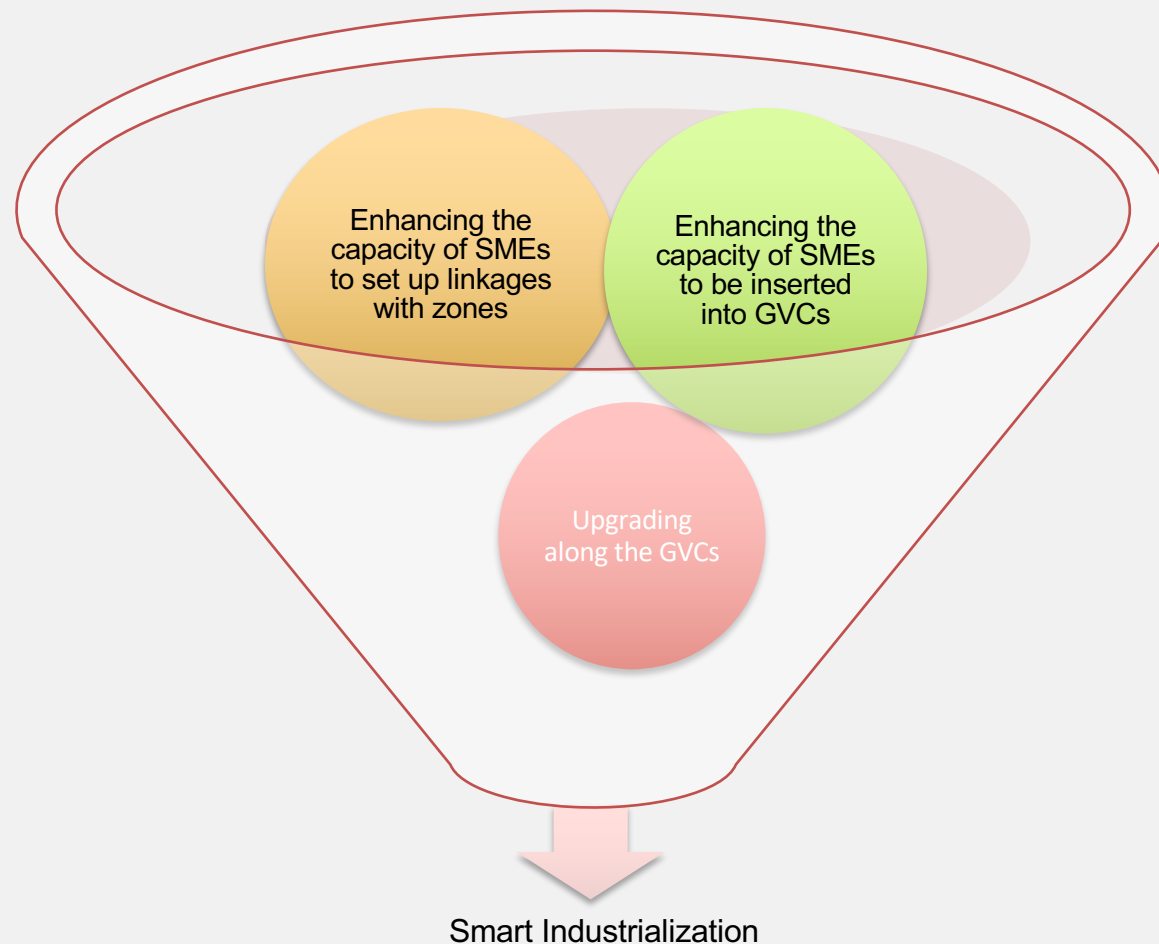 Enhancing the
capacity of SMEs
to set up linkages
with zones
Enhancing the
capacity of SMEs
to be inserted
into GVCs
Upgrading
along the GVCs
Smart Industrialization